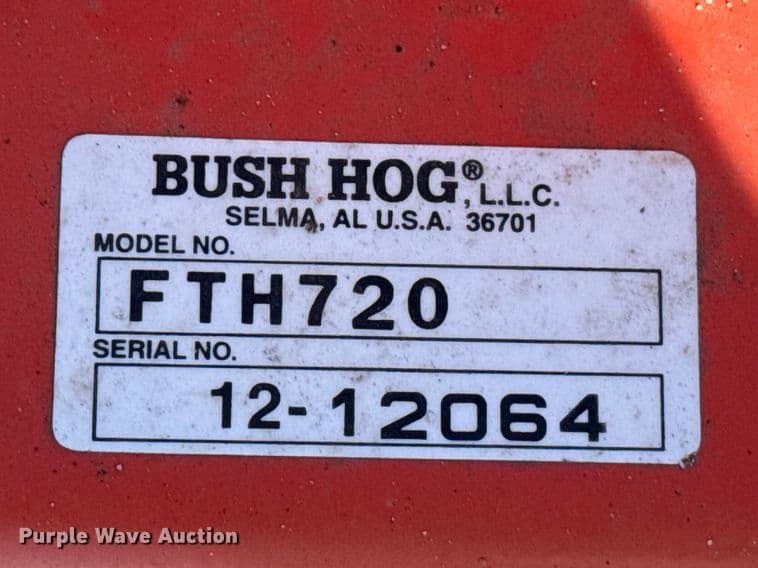 BUSH HOG®, L.L.C.
SELMA, AL U.S.A. 36701
MODEL NO.
FTH720
SERIAL NO.
12-12064
Purple Wave Auction